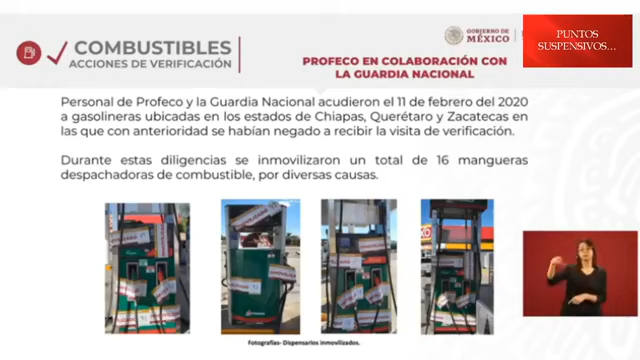 COMBUSTIBLES
ACCIONES DE VERIFICACIÓN
GOBIERNO DE
MÉXICO
PUNTOS
SUSPENSIVOS...
PROFECO EN COLABORACIÓN CON
LA GUARDIA NACIONAL
Personal de Profeco y la Guardia Nacional acudieron el 11 de febrero del 2020
a gasolineras ubicadas en los estados de Chiapas, Querétaro y Zacatecas en
las que con anterioridad se habían negado a recibir la visita de verificación.
Durante estas diligencias se inmovilizaron un total de 16 mangueras
despachadoras de combustible, por diversas causas.
Fotografías- Dispensarios inmovilizados.